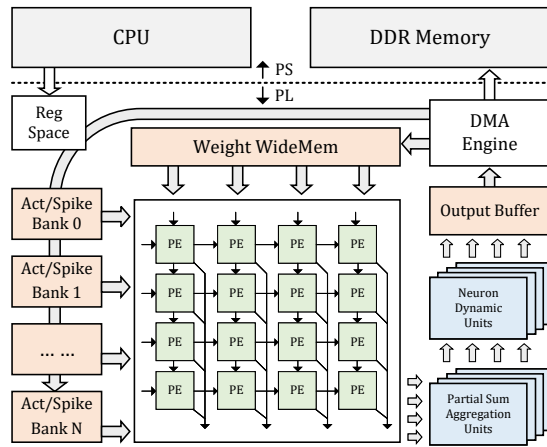 CPU
DDR Memory
PS
PL
Reg
Space
Weight WideMem
DMA
Engine
Act/Spike
Bank 0
Output Buffer
PE PE PE PE
Act/Spike
Bank 1
PE PE PE PE
Neuron
Dynamic
Units
... ...
PE PE PE PE
PE PE PE PE
Act/Spike
Bank N
Partial Sum
Aggregation
Units